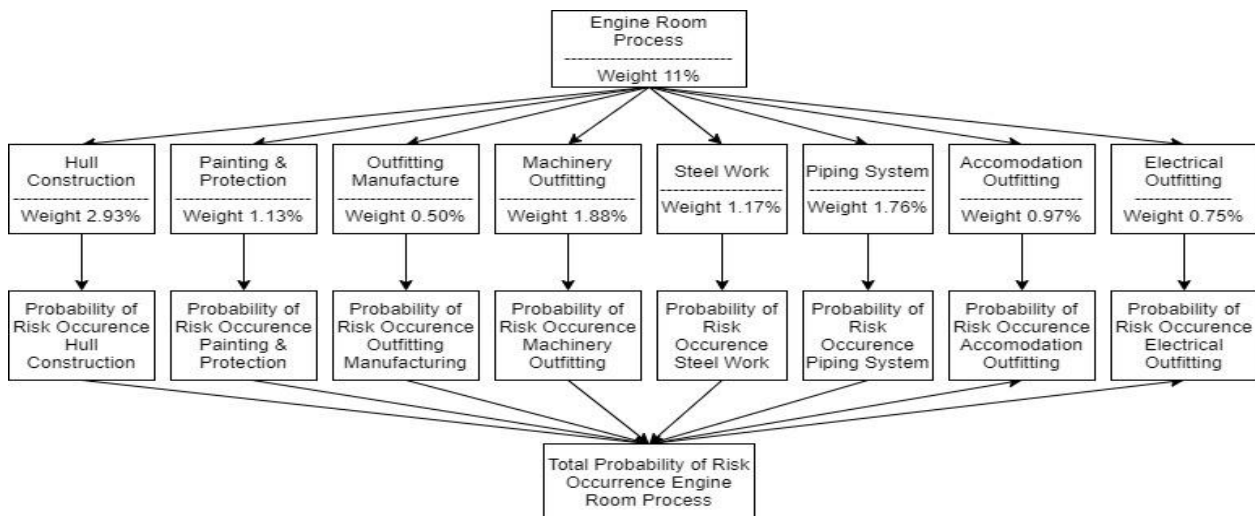 Engine Room
Process
------------------------------
Weight 11%
Hull
Construction
--------------------
Weight 2.93%
Painting &
Protection
--------------------
Weight 1.13%
Outfitting
Manufacture
--------------------
Weight 0.50%
Machinery
Outfitting
--------------------
Weight 1.88%
Steel Work
--------------------
Weight 1.17%
Piping System
--------------------
Weight 1.76%
Accomodation
Outfitting
--------------------
Weight 0.97%
Electrical
Outfitting
--------------------
Weight 0.75%
Probability of
Risk Occurence
Hull
Construction
Probability of
Risk Occurence
Painting &
Protection
Probability of
Risk Occurence
Outfitting
Manufacturing
Probability of
Risk Occurence
Machinery
Outfitting
Probability of
Risk
Occurence
Steel Work
Probability of
Risk
Occurence
Piping System
Probability of
Risk Occurence
Accomodation
Outfitting
Probability of
Risk Occurence
Electrical
Outfitting
Total Probability of Risk
Occurrence Engine
Room Process